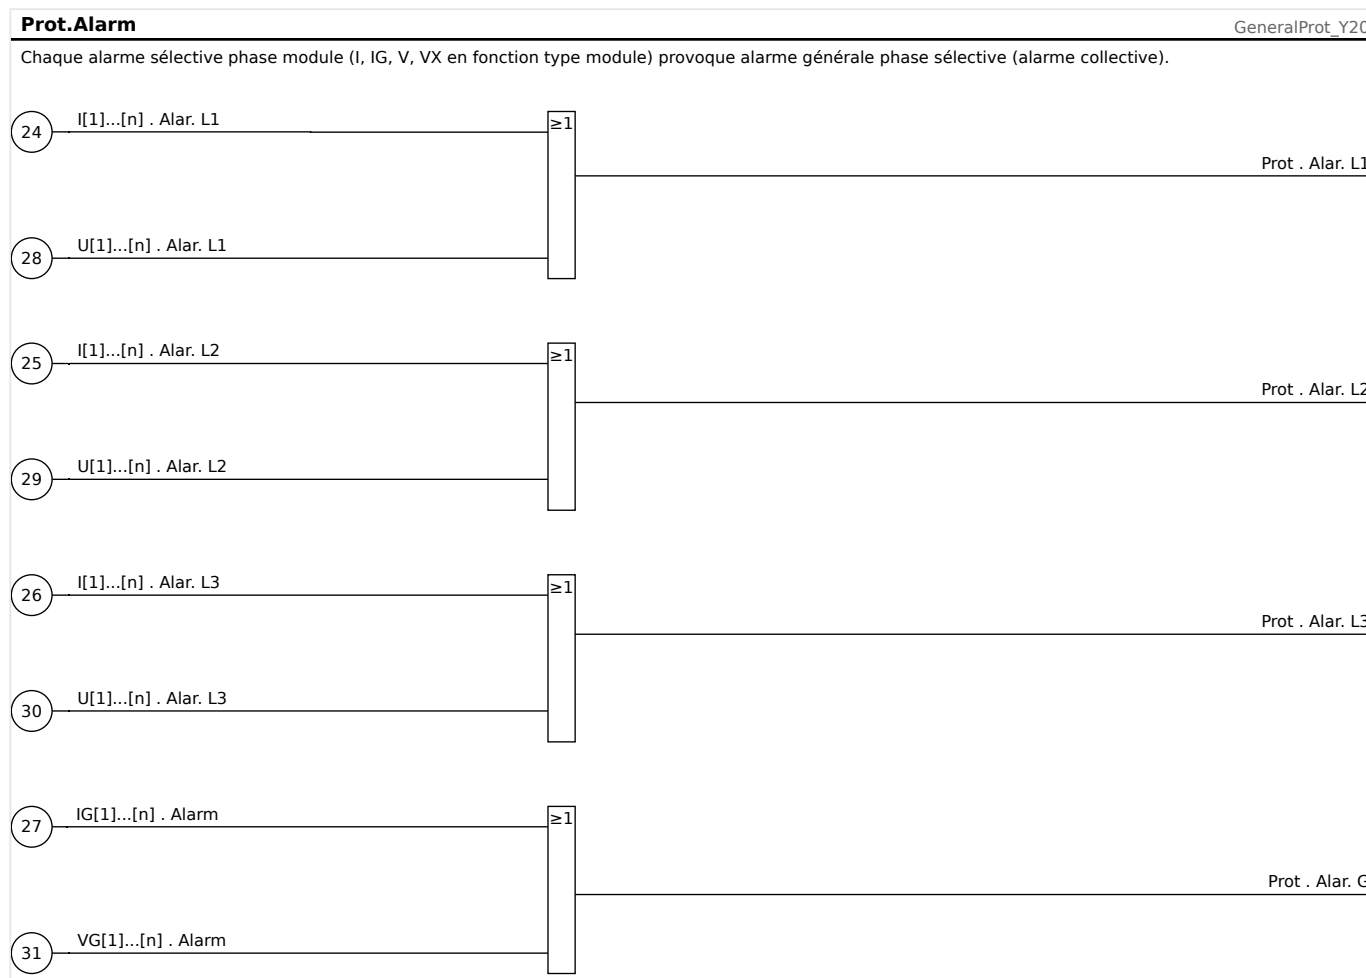 Prot.Alarm
GeneralProt_Y20
Chaque alarme sélective phase module (I, IG, V, VX en fonction type module) provoque alarme générale phase sélective (alarme collective).
24
I[1]...[n] . Alar. L1
≥1
Prot . Alar. L1
28
U[1]...[n] . Alar. L1
25
I[1]...[n] . Alar. L2
≥1
Prot . Alar. L2
29
U[1]...[n] . Alar. L2
26
I[1]...[n] . Alar. L3
≥1
Prot . Alar. L3
30
U[1]...[n] . Alar. L3
27
IG[1]...[n] . Alarm
≥1
Prot . Alar. G
31
VG[1]...[n] . Alarm